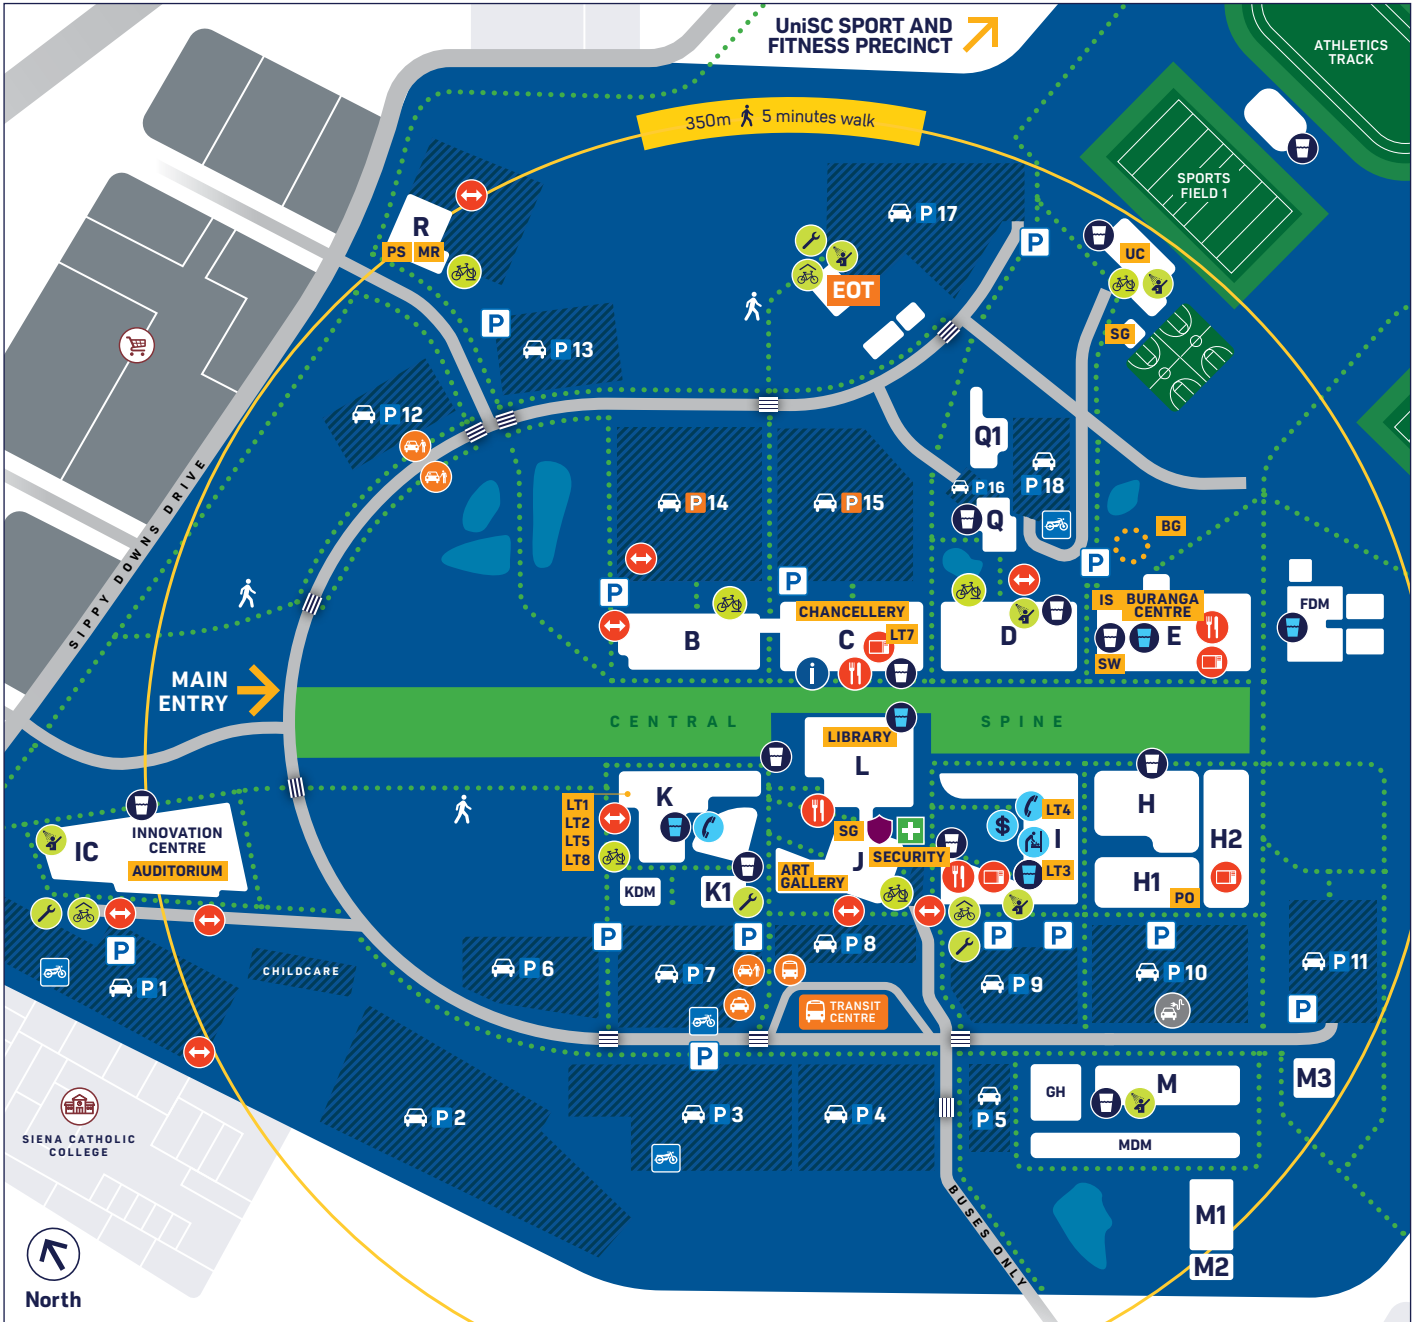 UniSC SPORT AND
FITNESS PRECINCT
ATHLETICS
TRACK
350m 5 minutes walk
SPORTS
FIELD 1
R
PS MR
P 17
P
UC
EOT
SG
P
P 13
P 12
Q1
P 14
P 15
P 16
P 18
Q
BG
P
P
P
SIPPY DOWNS DRIVE
CHANCELLERY
IS BURANGA
CENTRE
FDM
B
C
LT7
D
E
SW
i
MAIN
ENTRY
CENTRAL SPINE
LIBRARY
L
K
LT1
LT2
LT5
LT8
LT4
$
I
LT3
H
H2
H1
PO
SG
J
SECURITY
ART
GALLERY
KDM
K1
INNOVATION
CENTRE
IC
AUDITORIUM
P
P 1
CHILDCARE
P 6
P
P
P 7
P 8
P
P
P 9
P
P 10
P 11
P
TRANSIT
CENTRE
P
P 2
P 3
P 4
P 5
GH
M
M3
MDM
M1
M2
BUSES ONLY
SIENA CATHOLIC
COLLEGE
North